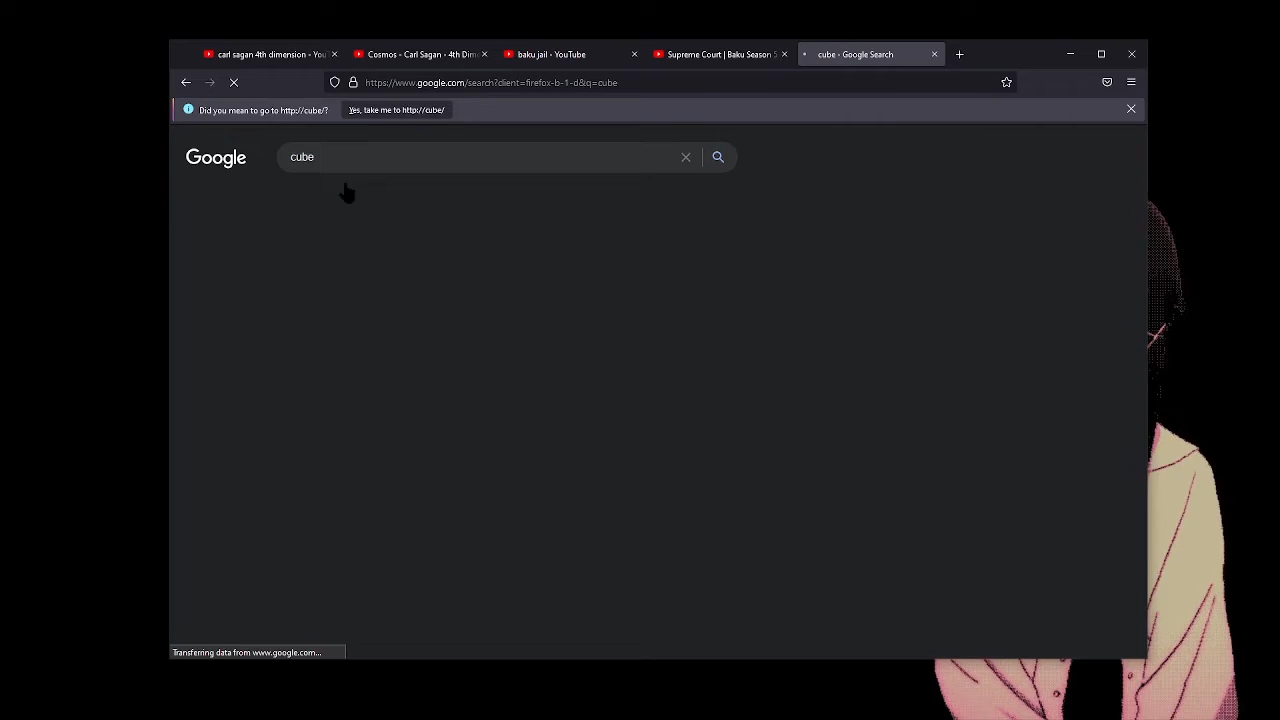 carl sagan 4th dimension - You
Cosmos - Carl Sagan - 4th Dim
baku jail - YouTube
Supreme Court | Baku Season
cube - Google Search
https://www.google.com/search?client=firefox-b-1-d&q=cube
Did you mean to go to http://cube/?
Yes, take me to http://cube/
Google
cube
Transferring data from www.google.com...